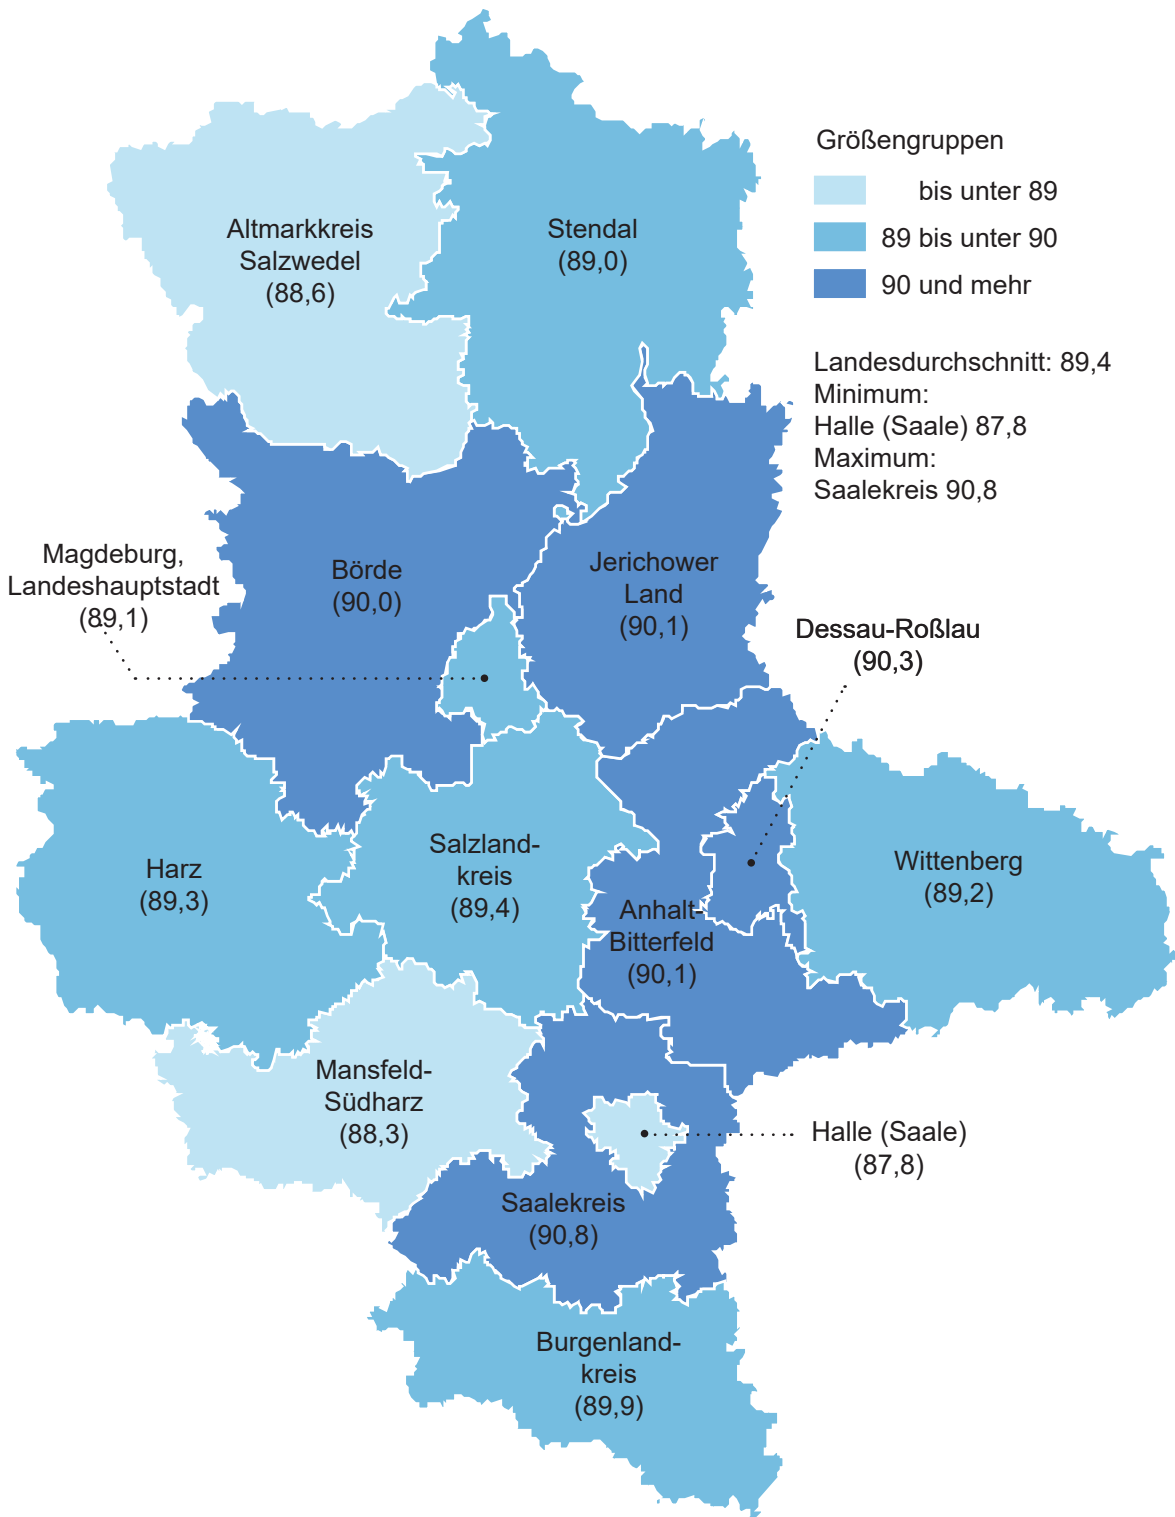 Größengruppen
bis unter 89
89 bis unter 90
90 und mehr
Landesdurchschnitt: 89,4
Minimum:
Halle (Saale) 87,8
Maximum:
Saalekreis 90,8
Altmarkkreis
Salzwedel
(88,6)
Stendal
(89,0)
Magdeburg,
Landeshauptstadt
(89,1)
Börde
(90,0)
Jerichower
Land
(90,1)
Dessau-Roßlau
(90,3)
Harz
(89,3)
Salzland-
kreis
(89,4)
Wittenberg
(89,2)
Anhalt-
Bitterfeld
(90,1)
Mansfeld-
Südharz
(88,3)
Halle (Saale)
(87,8)
Saalekreis
(90,8)
Burgenland-
kreis
(89,9)